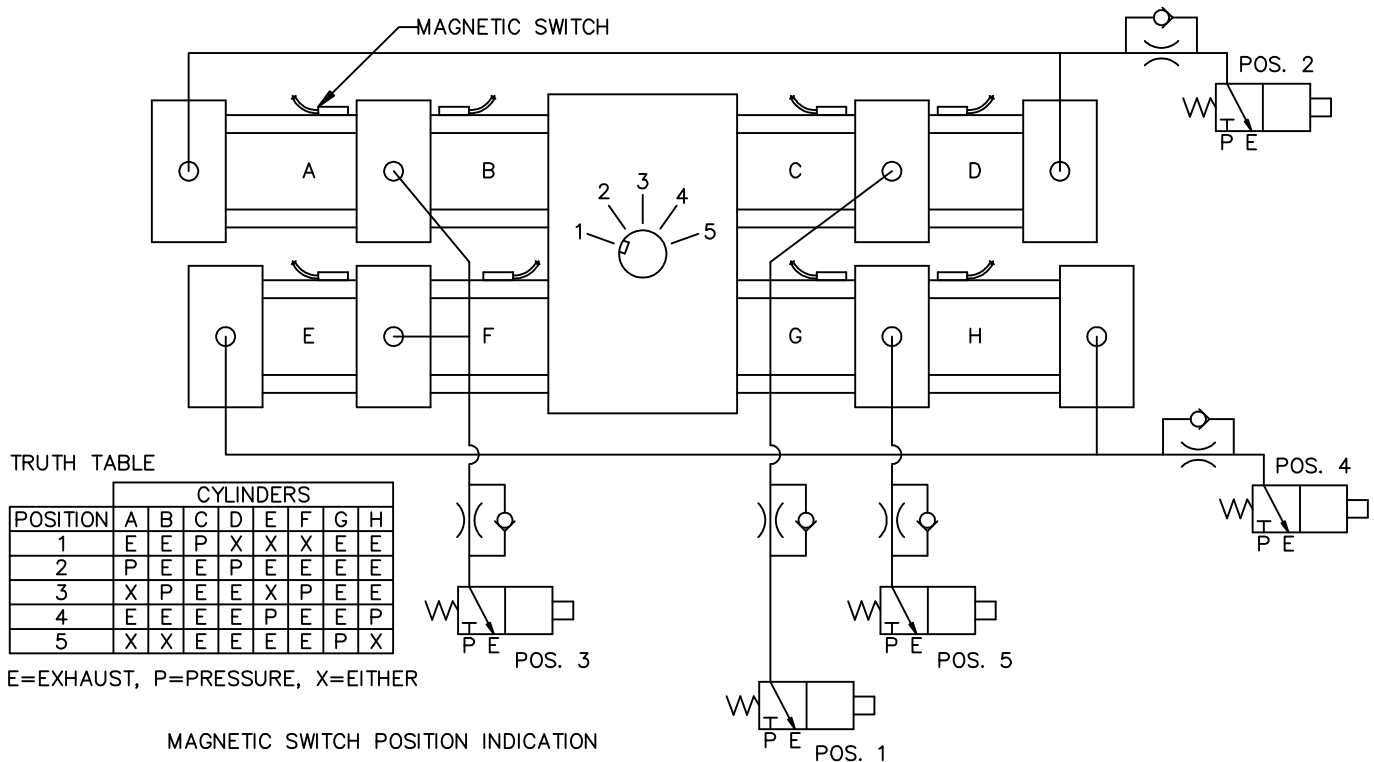 MAGNETIC SWITCH
POS. 2
P E
A B C D
1 2 3 4 5
E F G H
POS. 4
P E
TRUTH TABLE
CYLINDERS
POSITION A B C D E F G H
1 E E P X X X E E
2 P E E P E E E E
3 X P E E X P E E
4 E E E E P E E P
5 X X E E E E P X
E=EXHAUST, P=PRESSURE, X=EITHER
P E
POS. 3
P E
POS. 5
P E
POS. 1
MAGNETIC SWITCH POSITION INDICATION